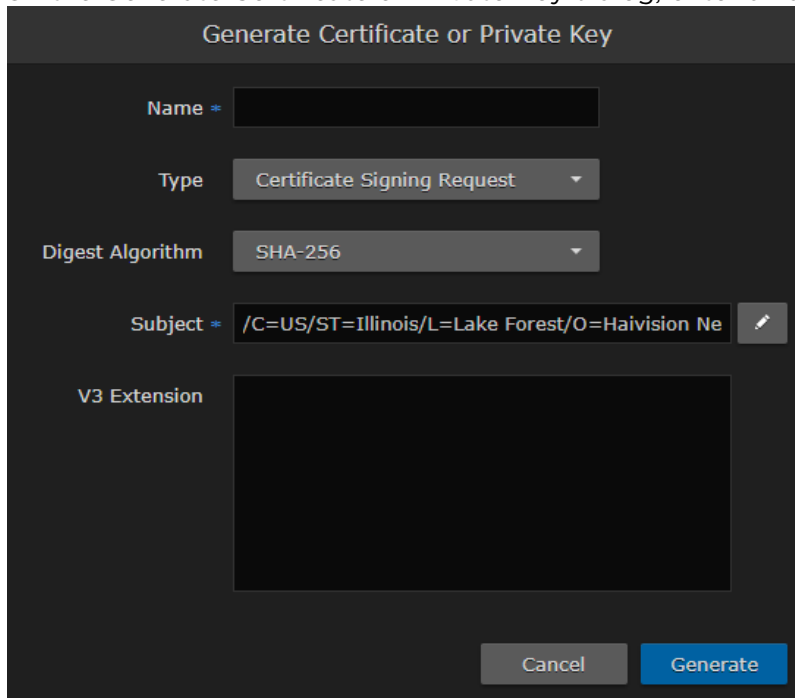 Generate Certificate or Private Key
Name *
Type Certificate Signing Request
Digest Algorithm SHA-256
Subject * /C=US/ST=Illinois/L=Lake Forest/O=Haivision Ne
V3 Extension
Cancel Generate